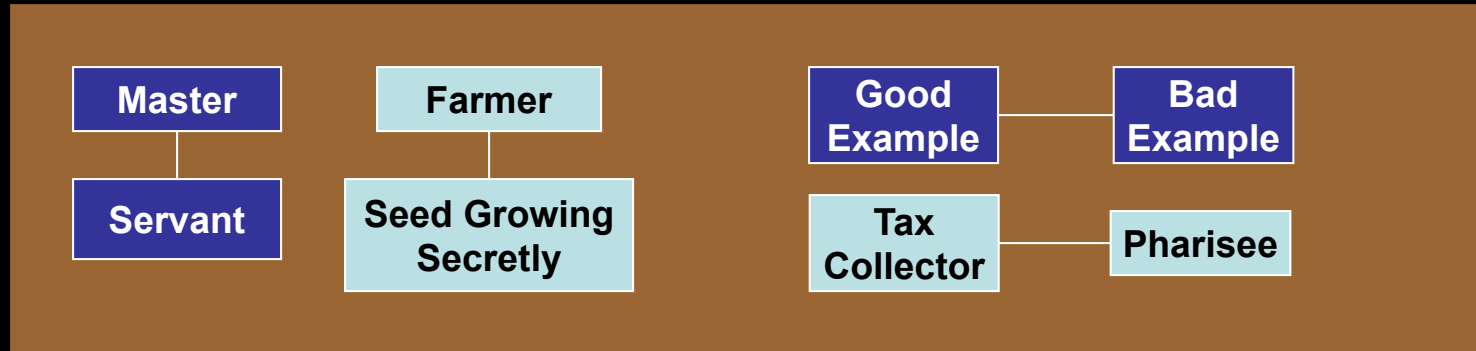 Master
Servant
Farmer
Seed Growing
Secretly
Good
Example
Bad
Example
Tax
Collector
Pharisee